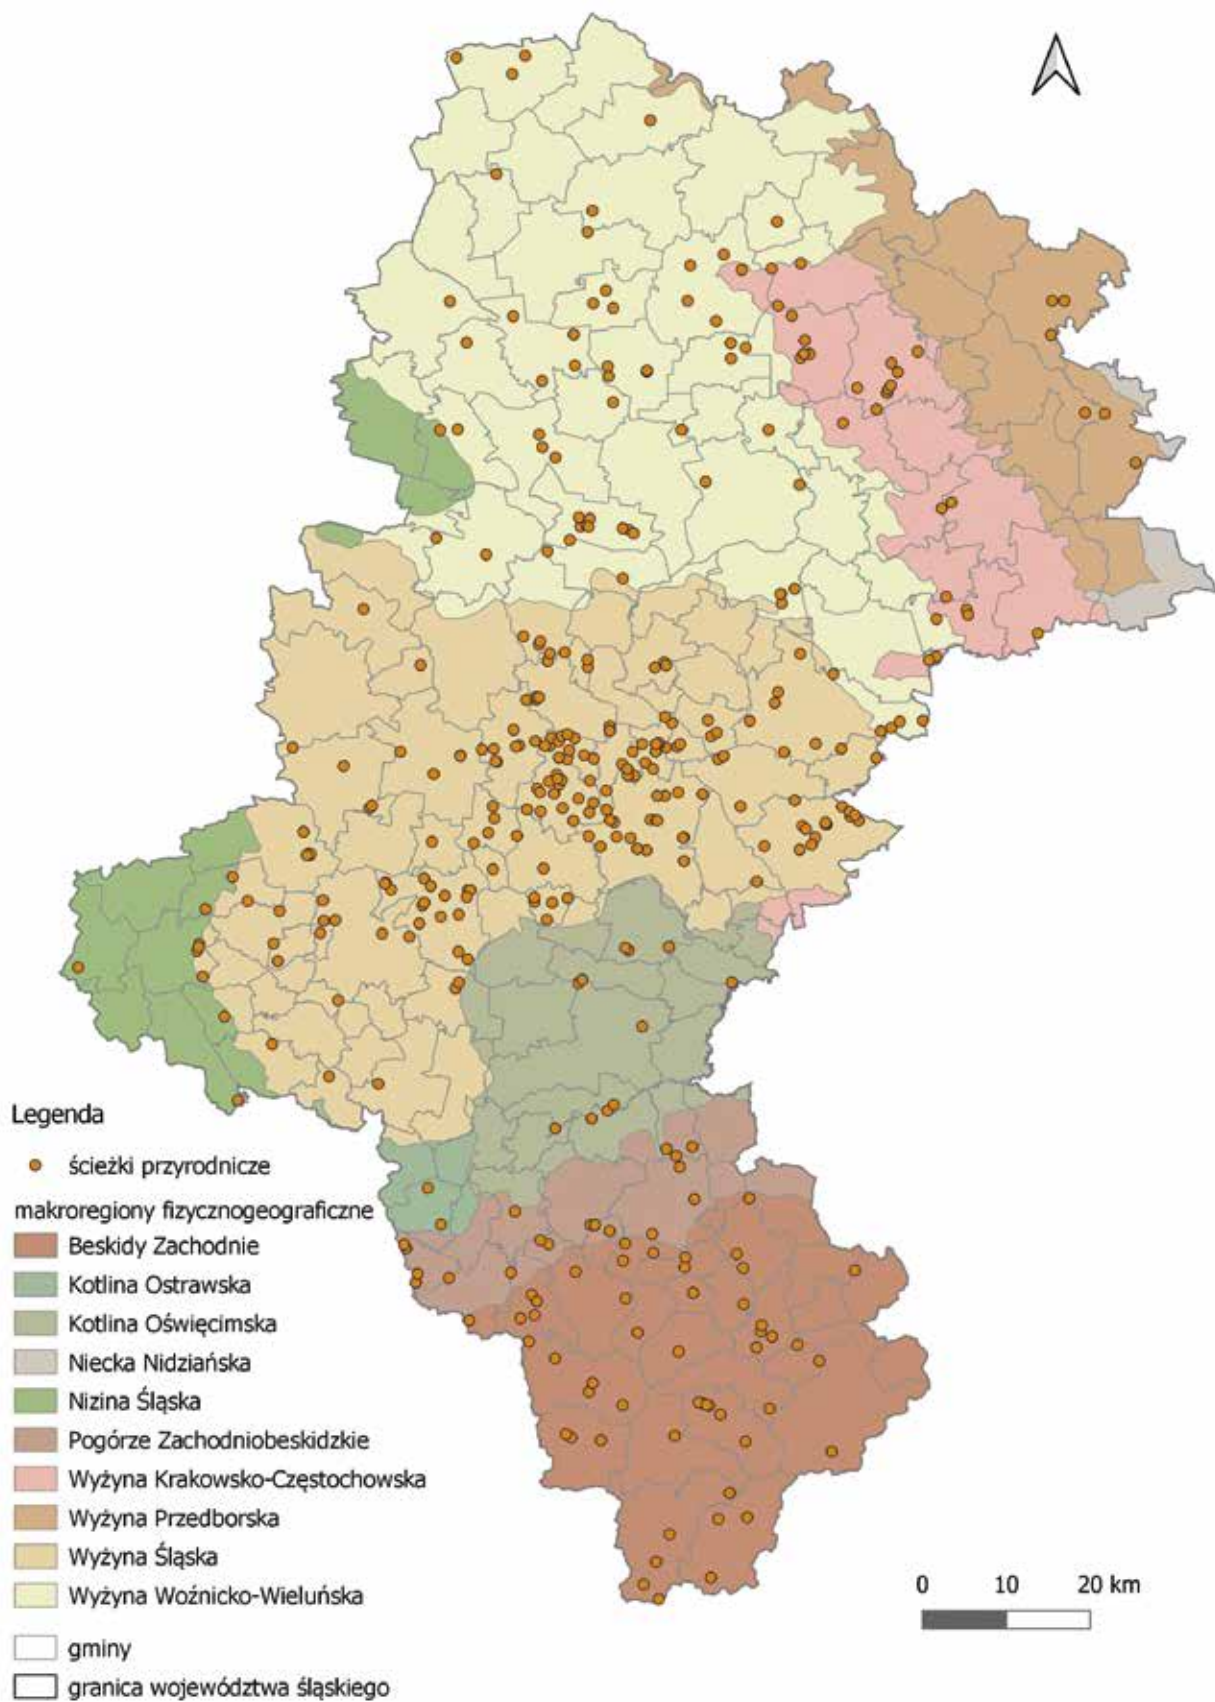 Legenda
ścieżki przyrodnicze
makroregiony fizycznogeograficzne
Beskidy Zachodnie
Kotlina Ostrawska
Kotlina Oświęcimska
Niecka Nidziańska
Nizina Śląska
Pogórze Zachodniobeskidzkie
Wyżyna Krakowsko-Częstochowska
Wyżyna Przedborska
Wyżyna Śląska
Wyżyna Woźnicko-Wieluńska
gminy
granica województwa śląskiego
0 10 20 km